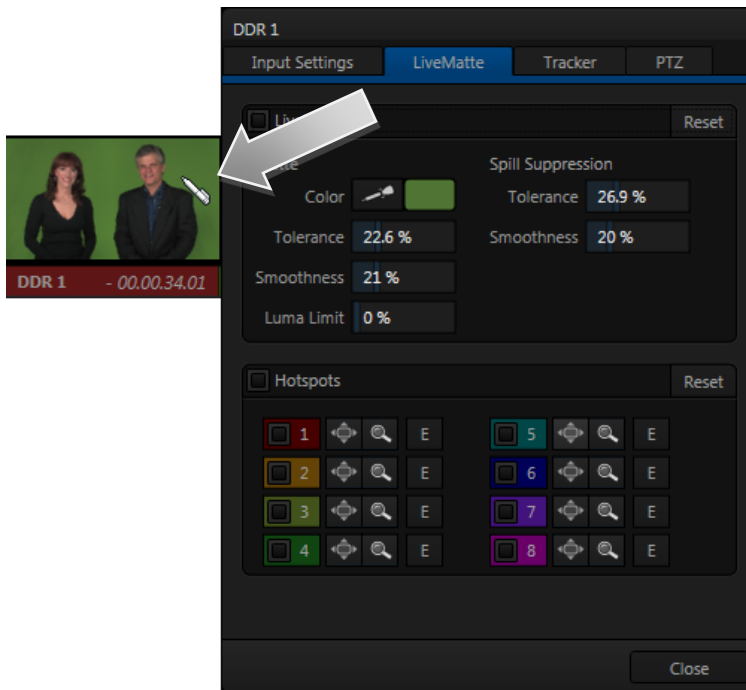 DDR 1
Input Settings LiveMatte Tracker PTZ
Reset
Spill Suppression
Color Tolerance 26.9 %
Tolerance 22.6 % Smoothness 20 %
DDR 1 - 00.00.34.01
Smoothness 21 %
Luma Limit 0 %
Hotspots Reset
1 E 5 E
2 E 6 E
3 E 7 E
4 E 8 E
Close